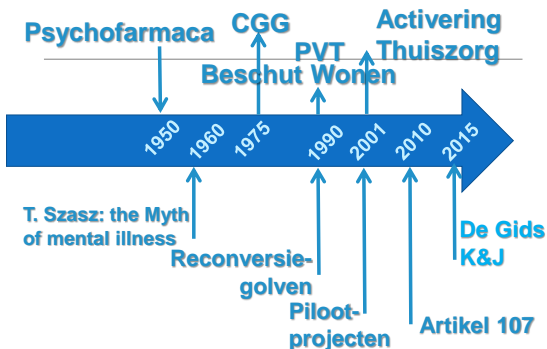 Psychofarmaca
CGG
PVT
Beschut Wonen
Activering
Thuiszorg
1950
1960
1975
1990
2001
2010
2015
T. Szasz: the Myth
of mental illness
Reconversie-
golven
Piloot-
projecten
Artikel 107
De Gids
K&J